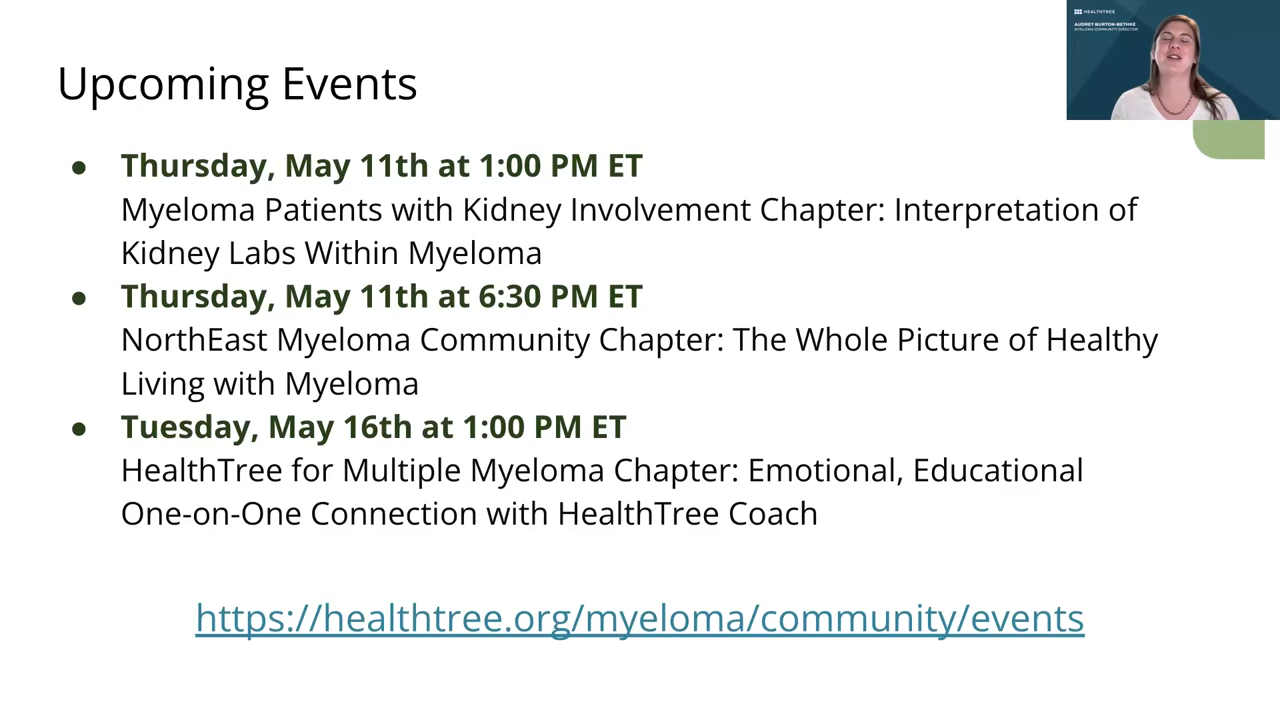 Upcoming Events
HEALTHTREE
AUDREY BURTON-BETHKE
MYELOMA COMMUNITY DIRECTOR
● Thursday, May 11th at 1:00 PM ET
Myeloma Patients with Kidney Involvement Chapter: Interpretation of
Kidney Labs Within Myeloma
● Thursday, May 11th at 6:30 PM ET
NorthEast Myeloma Community Chapter: The Whole Picture of Healthy
Living with Myeloma
● Tuesday, May 16th at 1:00 PM ET
HealthTree for Multiple Myeloma Chapter: Emotional, Educational
One-on-One Connection with HealthTree Coach
https://healthtree.org/myeloma/community/events